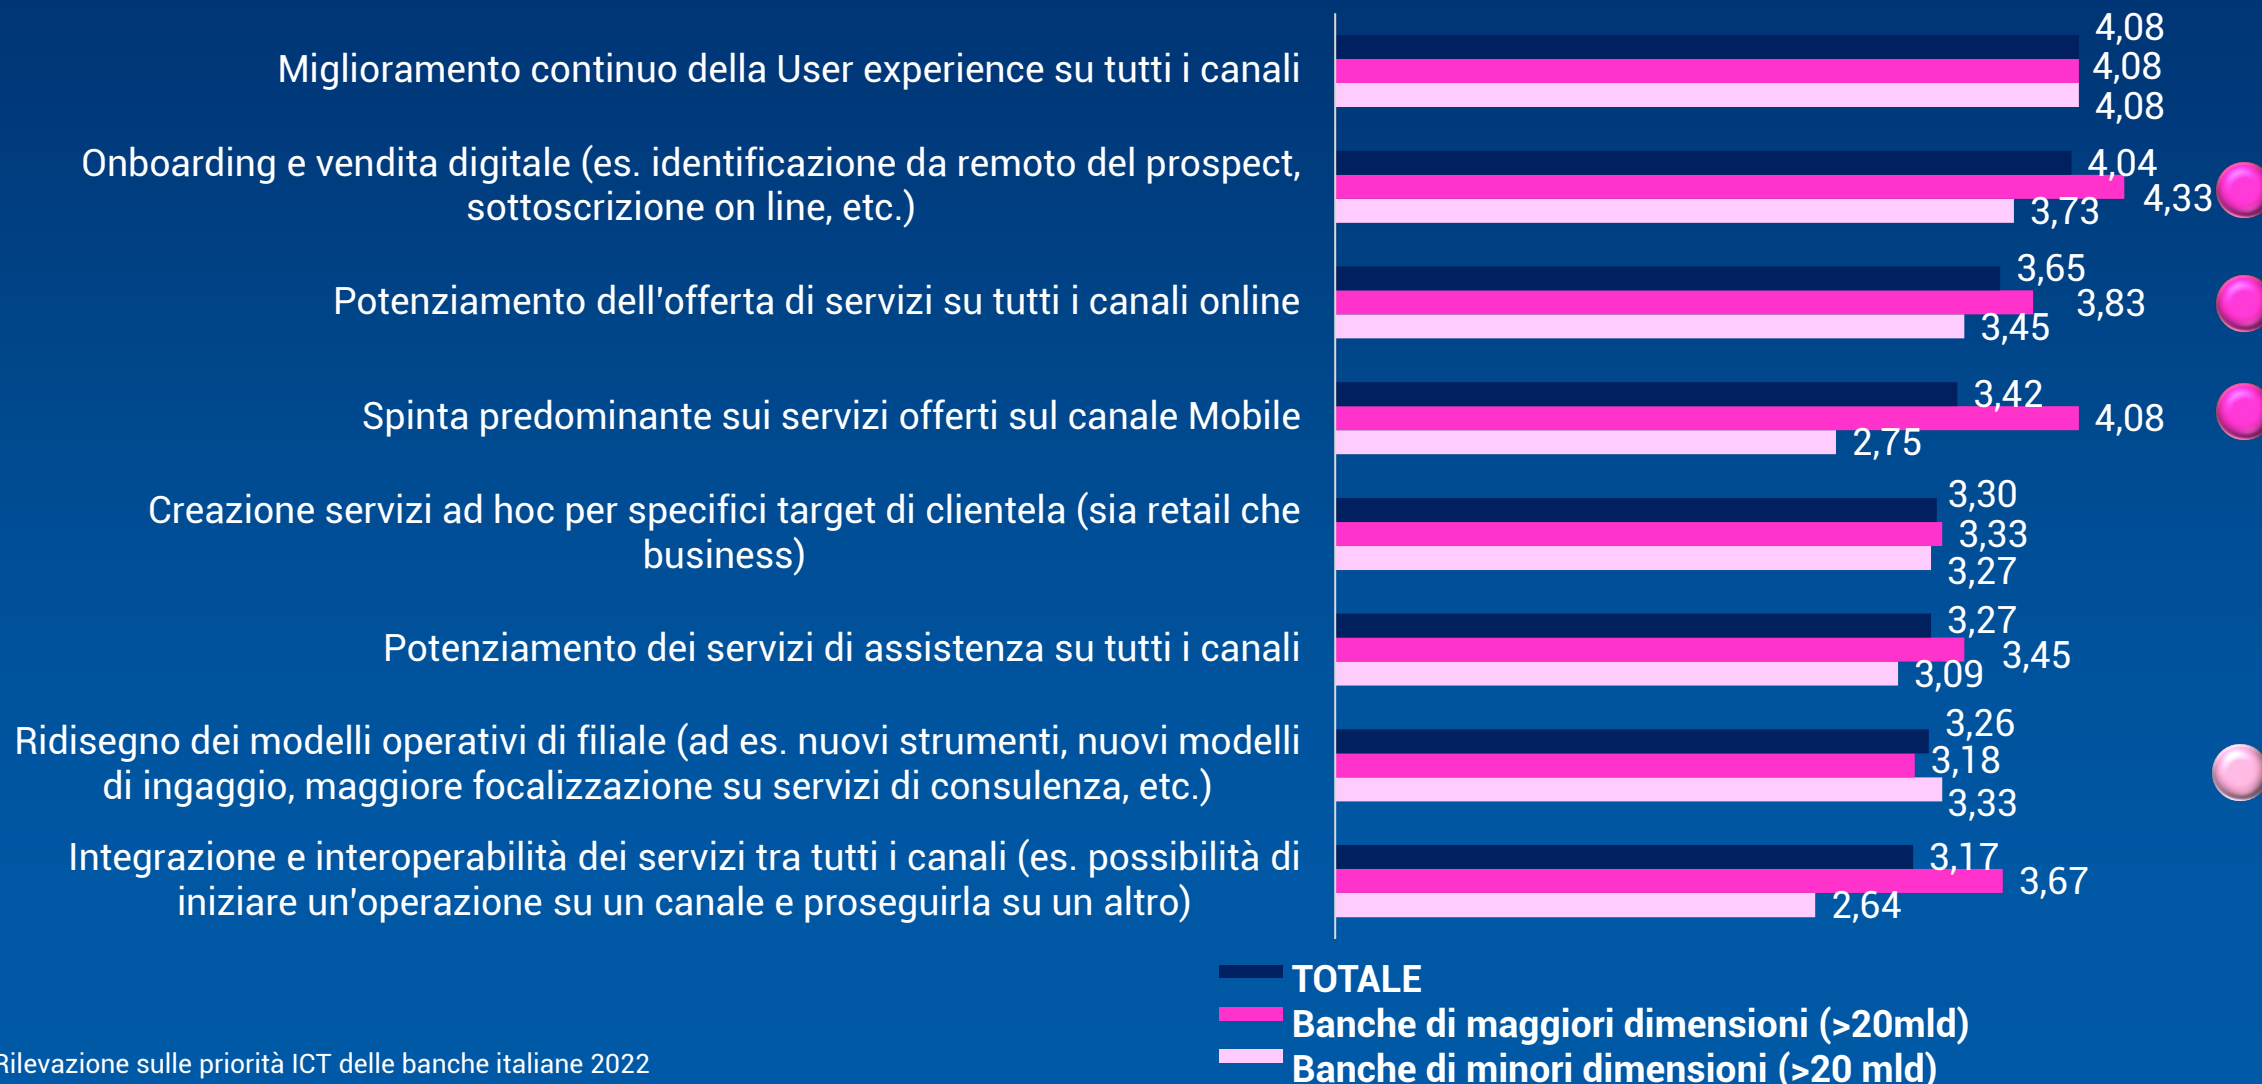 Miglioramento continuo della User experience su tutti i canali
4,08
4,08
4,08
Onboarding e vendita digitale (es. identificazione da remoto del prospect,
sottoscrizione on line, etc.)
4,04
4,33
3,73
Potenziamento dell'offerta di servizi su tutti i canali online
3,65
3,83
3,45
Spinta predominante sui servizi offerti sul canale Mobile
3,42
4,08
2,75
Creazione servizi ad hoc per specifici target di clientela (sia retail che
business)
3,30
3,33
3,27
Potenziamento dei servizi di assistenza su tutti i canali
3,27
3,45
3,09
Ridisegno dei modelli operativi di filiale (ad es. nuovi strumenti, nuovi modelli
di ingaggio, maggiore focalizzazione su servizi di consulenza, etc.)
3,26
3,18
3,33
Integrazione e interoperabilità dei servizi tra tutti i canali (es. possibilità di
iniziare un'operazione su un canale e proseguirla su un altro)
3,17
3,67
2,64
TOTALE
Banche di maggiori dimensioni (>20mld)
Banche di minori dimensioni (>20 mld)
Rilevazione sulle priorità ICT delle banche italiane 2022